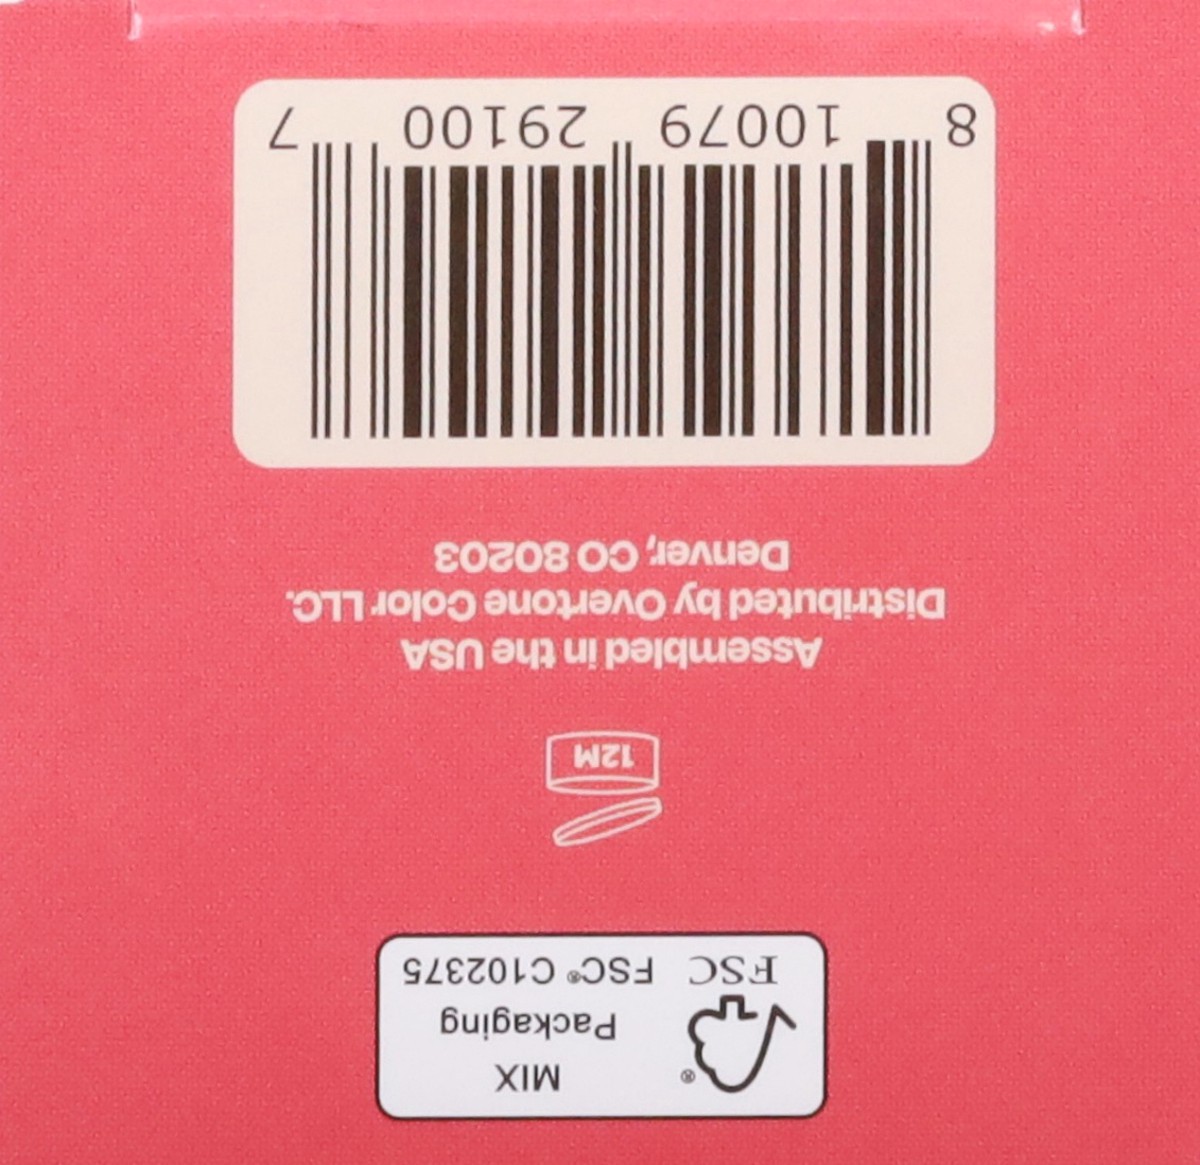 ®
MIX
Packaging
FSC FSC® C102375
12M
Assembled in the USA
Distributed by Overtone Color LLC.
Denver, CO 80203
8 10079 29100 7